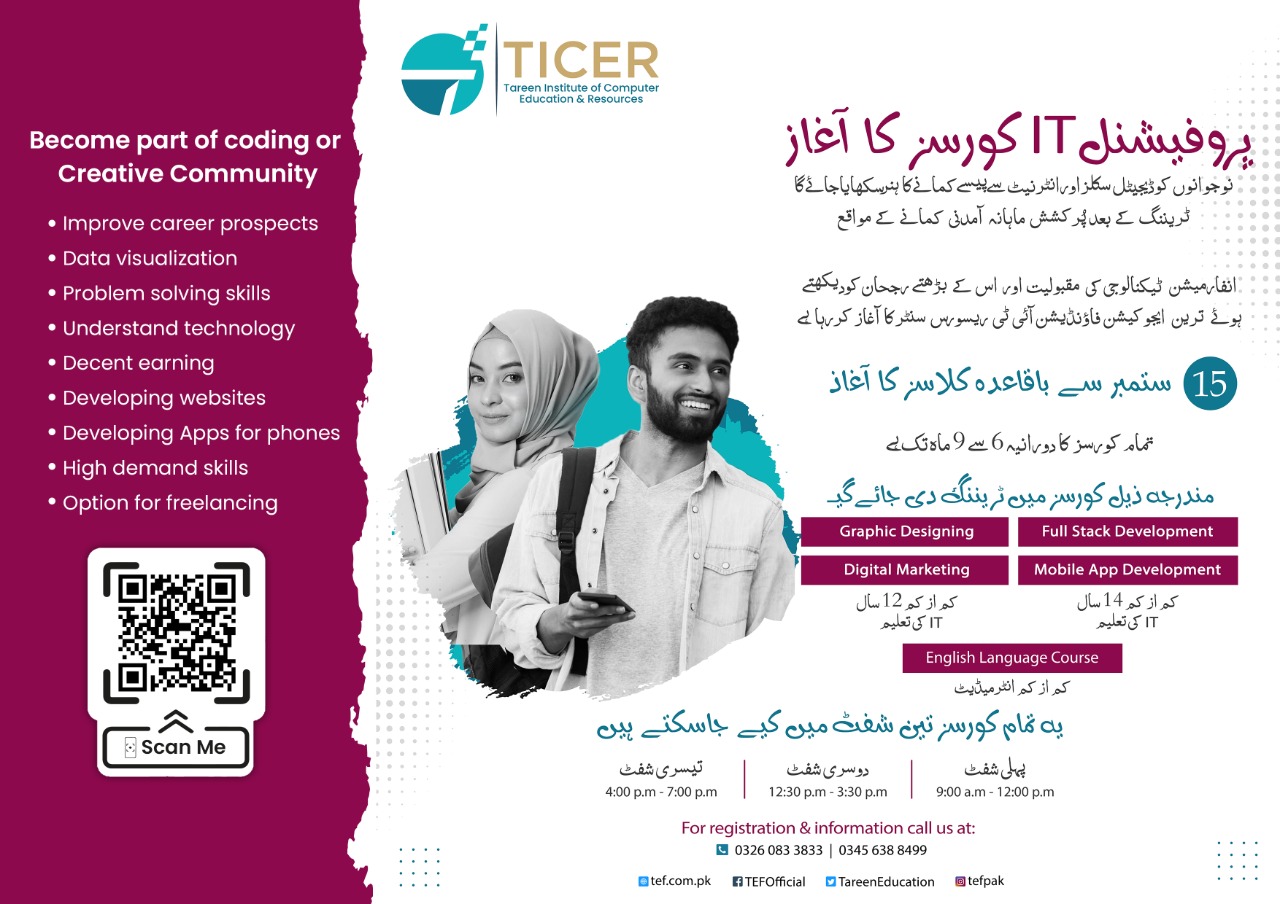 Become part of coding or
Creative Community
• Improve career prospects
• Data visualization
• Problem solving skills
• Understand technology
• Decent earning
• Developing websites
• Developing Apps for phones
• High demand skills
• Option for freelancing
Scan Me
TICER
Tareen Institute of Computer
Education & Resources
پروفیشنل IT کورسز کا آغاز
نوجوانوں کو ڈیجیٹل سکلز اور انٹرنیٹ سے پیسے کمانے کا ہنر سکھایا جائے گا
ٹریننگ کے بعد پُرکشش ماہانہ آمدنی کمانے کے مواقع
انفارمیشن ٹیکنالوجی کی مقبولیت اور اس کے بڑھتے رجحان کو دیکھتے
ہوئے ترین ایجوکیشن فاؤنڈیشن آئی ٹی ریسورس سنٹر کا آغاز کر رہا ہے
15 ستمبر سے باقاعدہ کلاسز کا آغاذ
تمام کورسز کا دورانیہ 6 سے 9 ماہ تک ہے
مندرجہ ذیل کورسز میں ٹریننگ دی جائے گی
Graphic Designing
Full Stack Development
Digital Marketing
Mobile App Development
کم از کم 12 سال
IT کی تعلیم
کم از کم 14 سال
IT کی تعلیم
English Language Course
کم از کم انٹرمیڈیٹ
یہ تمام کورسز تین شفٹ میں کیے جاسکتے ہیں
پہلی شفٹ
9:00 a.m - 12:00 p.m
دوسری شفٹ
12:30 p.m - 3:30 p.m
تیسری شفٹ
4:00 p.m - 7:00 p.m
For registration & information call us at:
0326 083 3833 | 0345 638 8499
tef.com.pk TEFOfficial TareenEducation tefpak